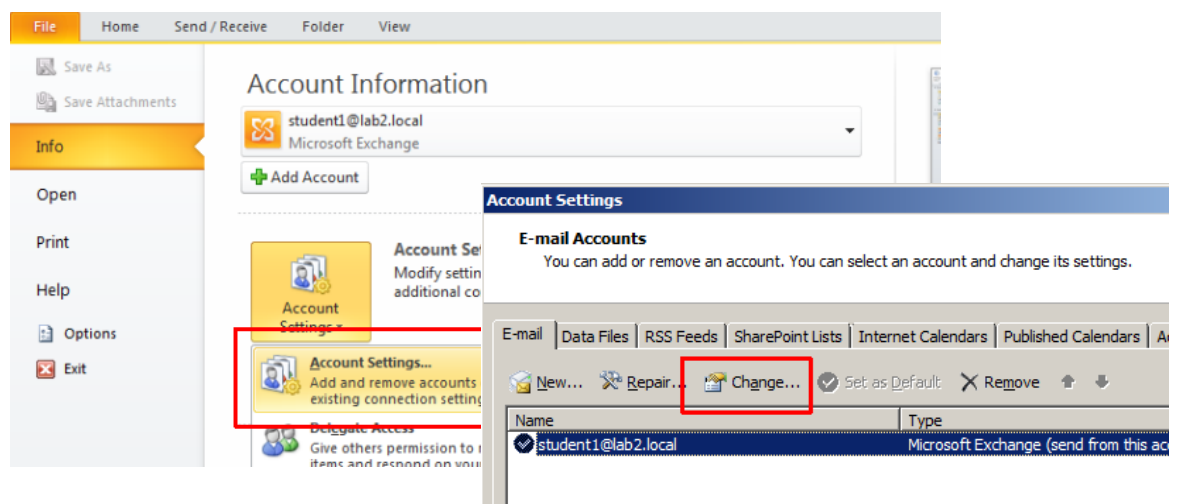 File Home Send / Receive Folder View
Save As
Save Attachments
Info
Open
Print
Help
Options
Exit
Account Information
student1@lab2.local
Microsoft Exchange
Add Account
Account
Settings
Account Se
Modify settin
additional co
Account Settings...
Add and remove accounts
existing connection setting
Delegate Access
Give others permission to
items and respond on you
Account Settings
E-mail Accounts
You can add or remove an account. You can select an account and change its settings.
E-mail Data Files RSS Feeds SharePoint Lists Internet Calendars Published Calendars A
New... Repair... Change... Set as Default Remove
Name Type
student1@lab2.local Microsoft Exchange (send from this acc